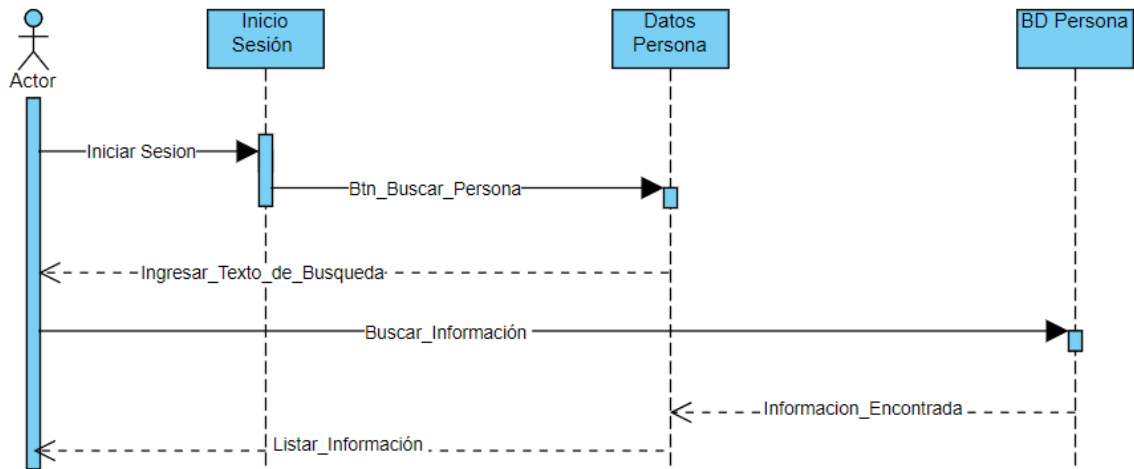 Inicio
Sesión
Datos
Persona
BD Persona
Actor
Iniciar Sesion
Btn_Buscar_Persona
Ingresar_Texto_de_Busqueda
Buscar_Información
Informacion_Encontrada
Listar_Información